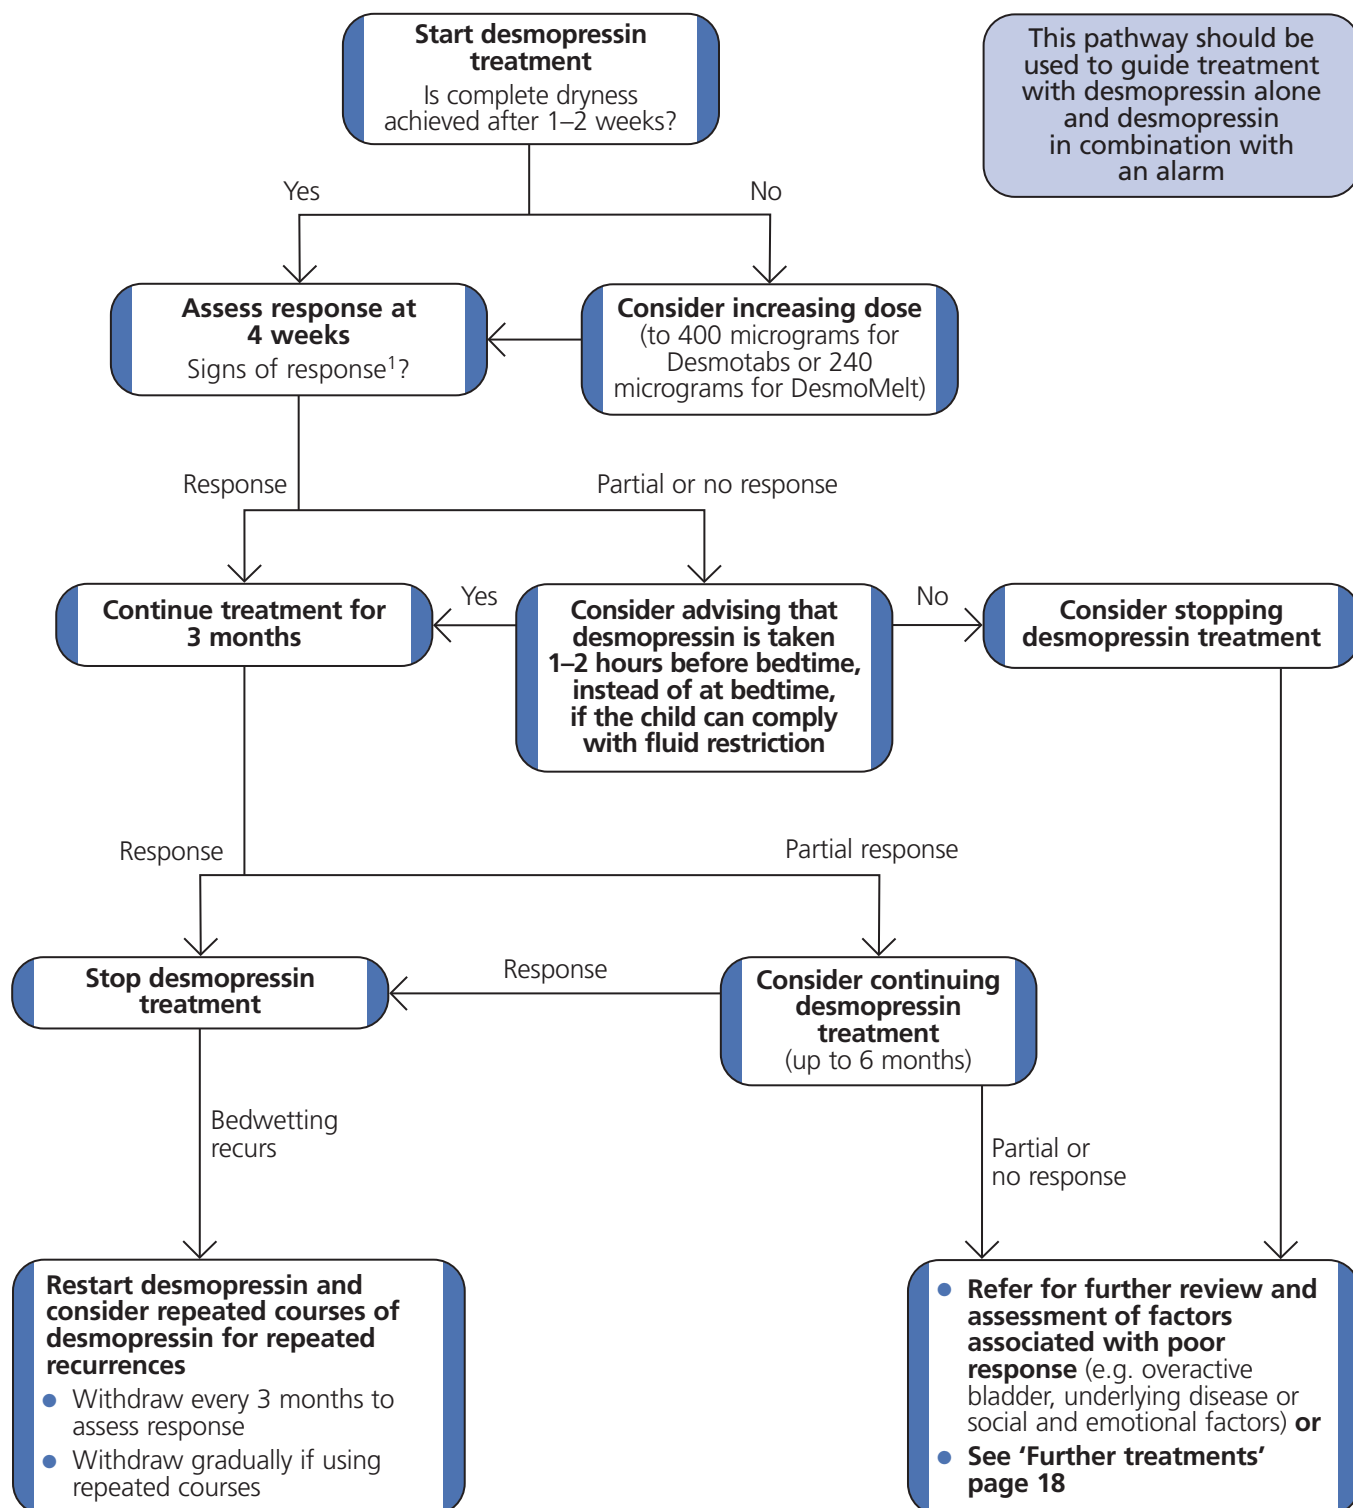 Start desmopressin
treatment
Is complete dryness
achieved after 1–2 weeks?
This pathway should be
used to guide treatment
with desmopressin alone
and desmopressin
in combination with
an alarm
Yes
No
Assess response at
4 weeks
Signs of response¹?
Consider increasing dose
(to 400 micrograms for
Desmotabs or 240
micrograms for DesmoMelt)
Response
Partial or no response
Continue treatment for
3 months
Yes
Consider advising that
desmopressin is taken
1–2 hours before bedtime,
instead of at bedtime,
if the child can comply
with fluid restriction
No
Consider stopping
desmopressin treatment
Response
Partial response
Stop desmopressin
treatment
Response
Consider continuing
desmopressin
treatment
(up to 6 months)
Bedwetting
recurs
Partial or
no response
Restart desmopressin and
consider repeated courses of
desmopressin for repeated
recurrences
● Withdraw every 3 months to
assess response
● Withdraw gradually if using
repeated courses
● Refer for further review and
assessment of factors
associated with poor
response (e.g. overactive
bladder, underlying disease or
social and emotional factors) or
● See ‘Further treatments’
page 18